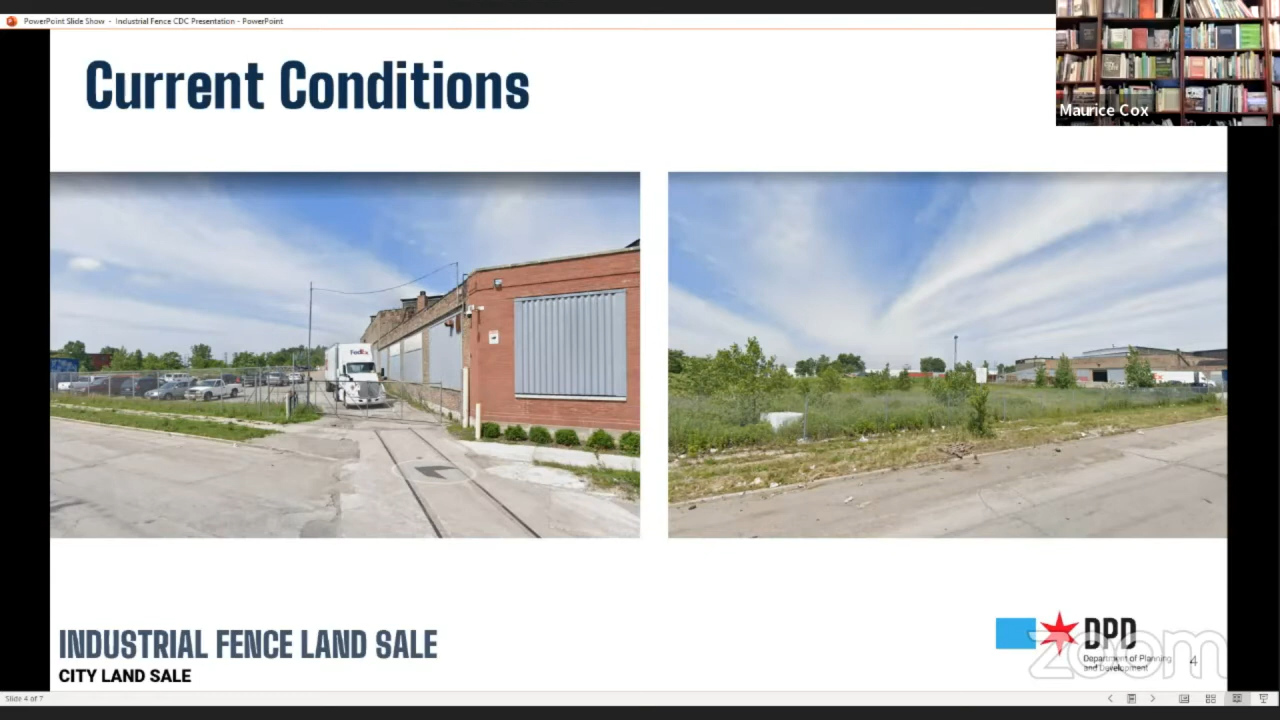 PowerPoint Slide Show - Industrial Fence CDC Presentation - PowerPoint
Maurice Cox
Current Conditions
FedEx
INDUSTRIAL FENCE LAND SALE
CITY LAND SALE
DPD
Department of Planning
and Development
zoom
4
Slide 4 of 7